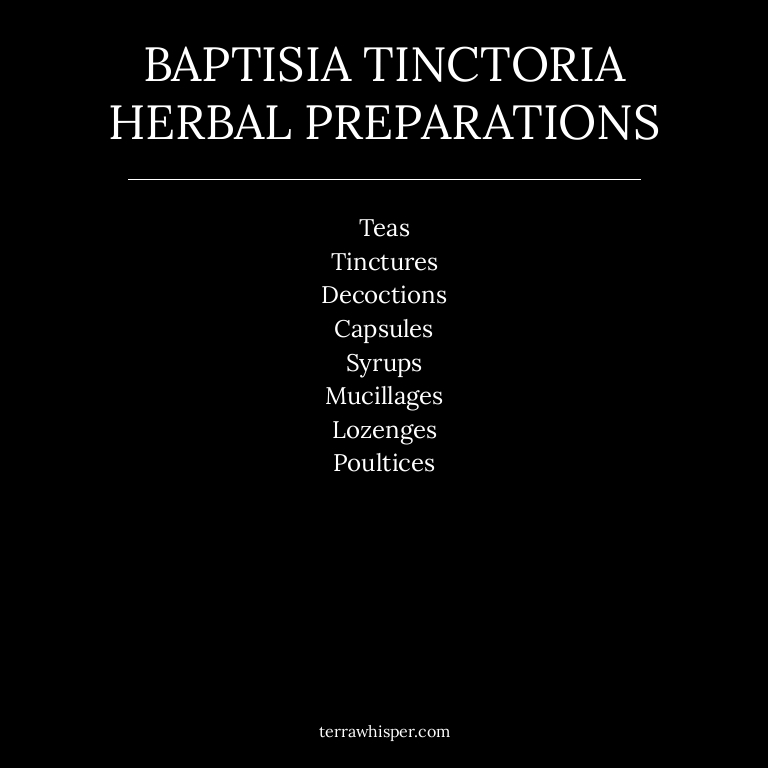 BAPTISIA TINCTORIA
HERBAL PREPARATIONS
Teas
Tinctures
Decoctions
Capsules
Syrups
Mucillages
Lozenges
Poultices
terrawhisper.com